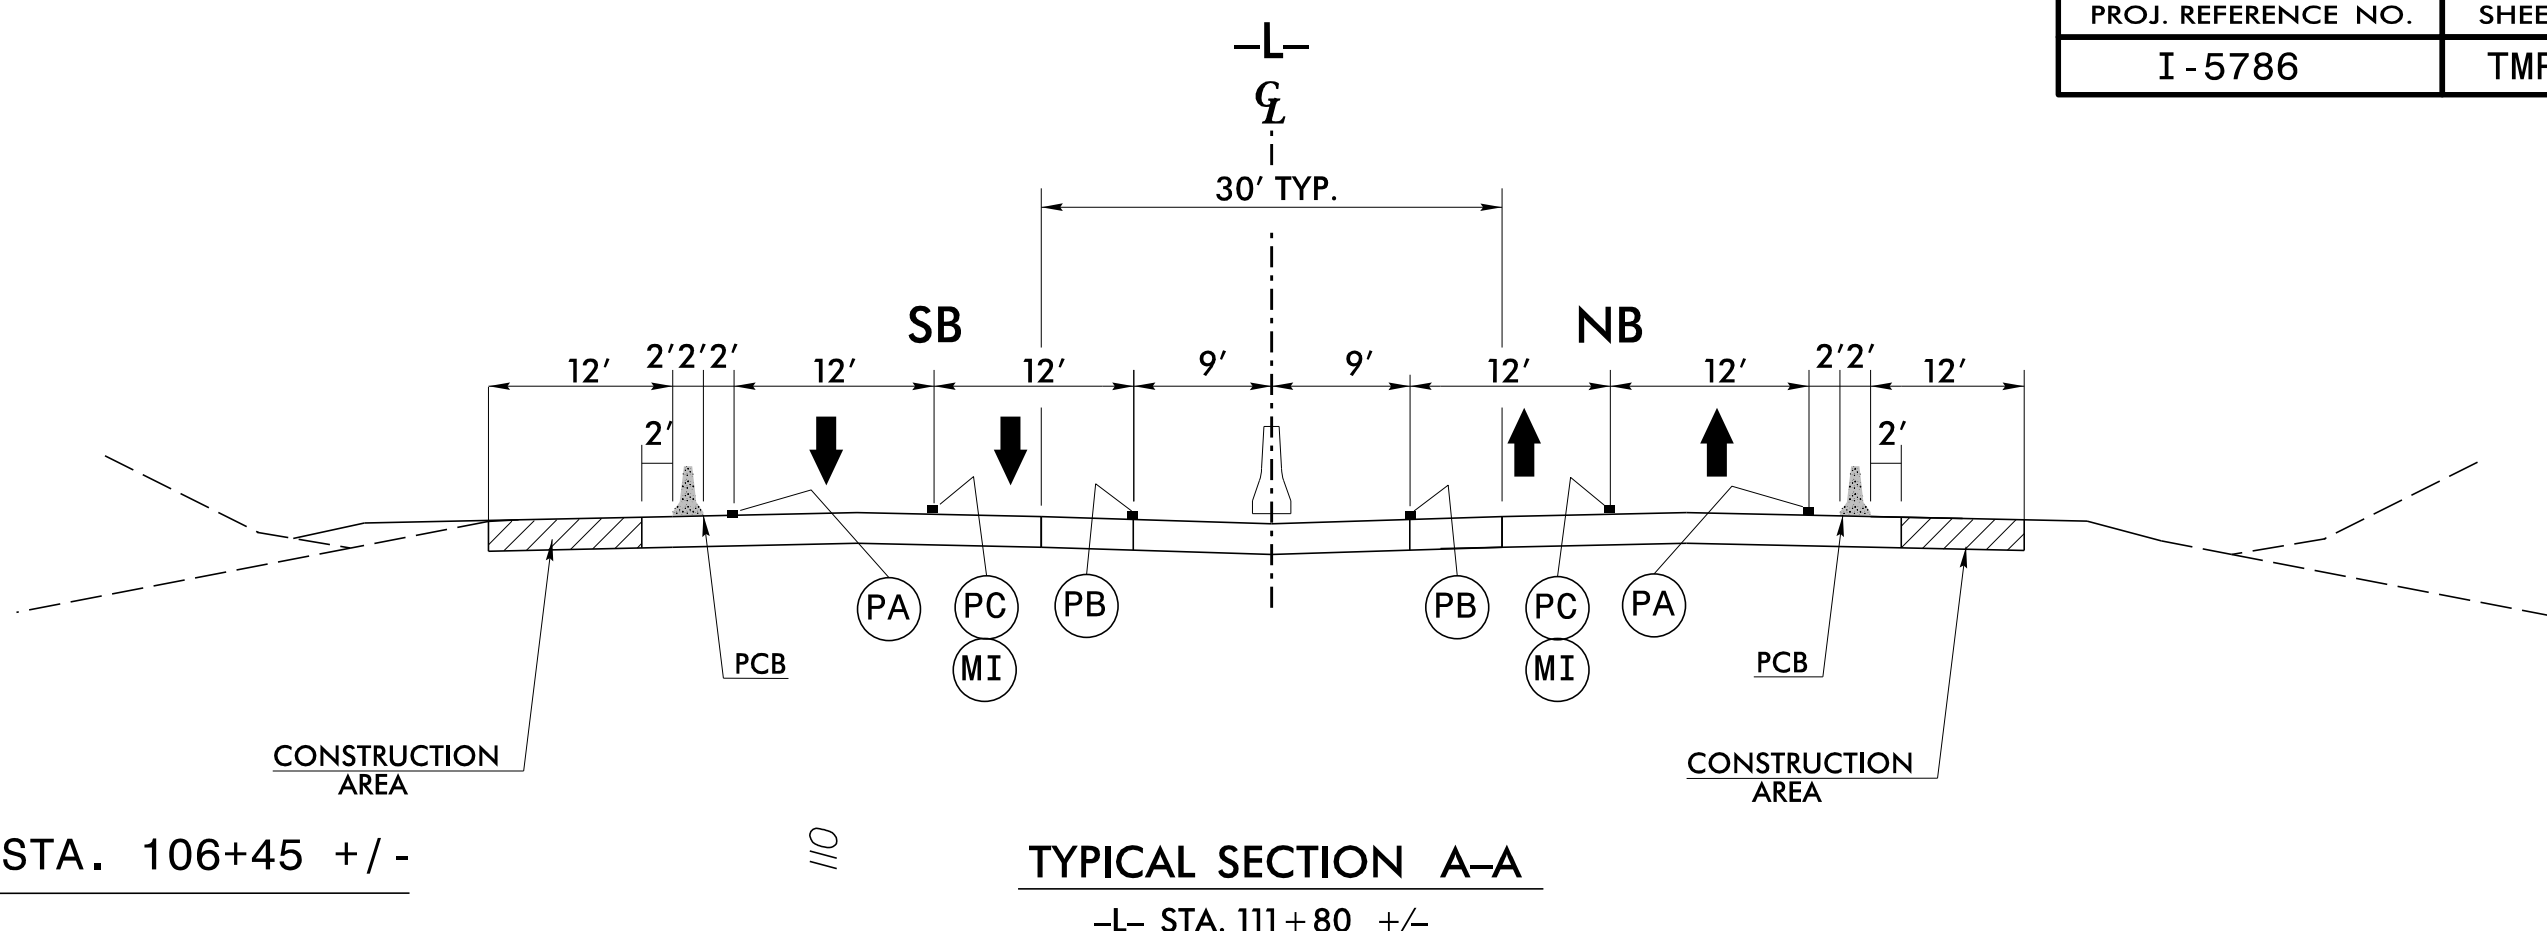 PROJ. REFERENCE NO.
I-5786
–L–
℄
30' TYP.
SB
NB
12' 2' 2' 2' 12' 12' 9' 9' 12' 12' 2' 2' 12'
2' 2'
PA PC PB PB PC PA
MI MI
PCB PCB
CONSTRUCTION
AREA
CONSTRUCTION
AREA
STA. 106+45 +/-
110
TYPICAL SECTION A–A
–L– STA. 111+80 +/–